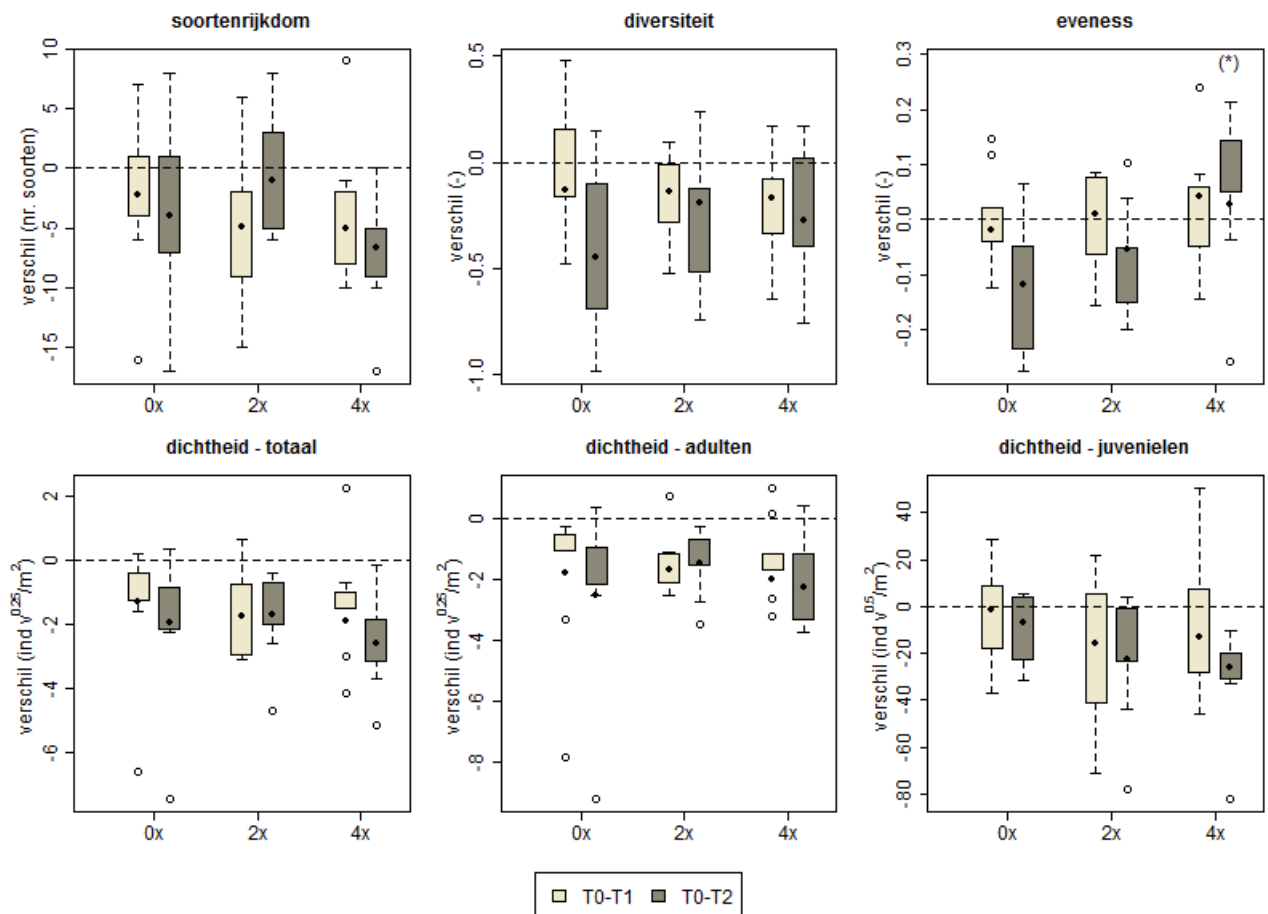 soortenrijkdom
diversiteit
eveness
verschil (nr. soorten)
10
5
0
-5
-10
-15
0x 2x 4x
verschil (-)
0.5
0.0
-0.5
-1.0
0x 2x 4x
verschil (-)
0.3
0.2
0.1
0.0
-0.1
-0.2
(*)
0x 2x 4x
dichtheid - totaal
dichtheid - adulten
dichtheid - juvenielen
verschil (ind v^0.25/m^2)
2
0
-2
-4
-6
0x 2x 4x
verschil (ind v^0.25/m^2)
0
-2
-4
-6
-8
0x 2x 4x
verschil (ind v^0.5/m^2)
40
20
0
-20
-40
-60
-80
0x 2x 4x
T0-T1 T0-T2